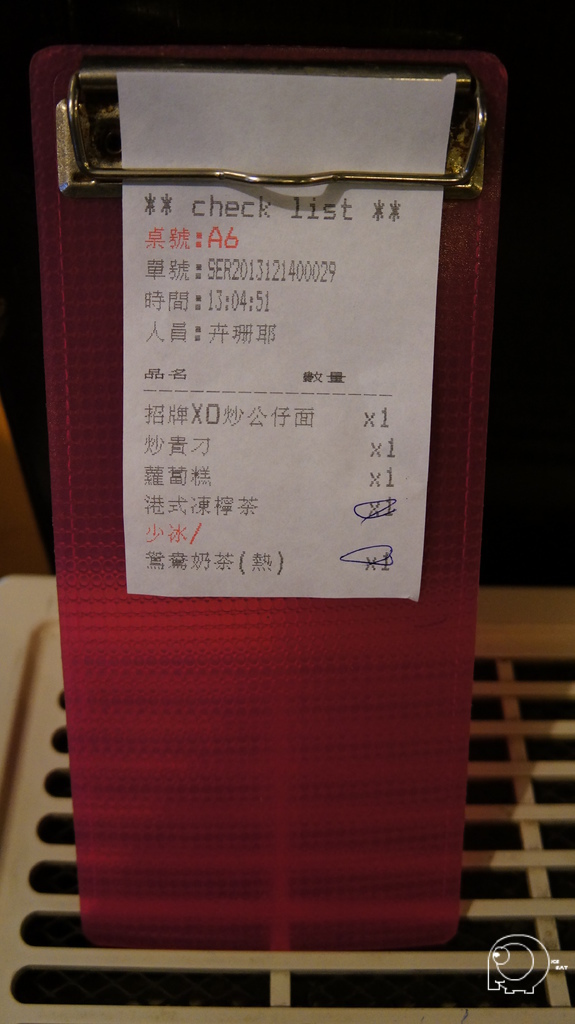 ** check list **
桌號:A6
單號:SER2013121400029
時間:13:04:51
人員:卉珊耶
品名 數量
招牌XO炒公仔面 x1
炒貴刁 x1
蘿蔔糕 x1
港式凍檸茶 x1
少冰/
鴛鴦奶茶(熱) x1
ICE
EAT